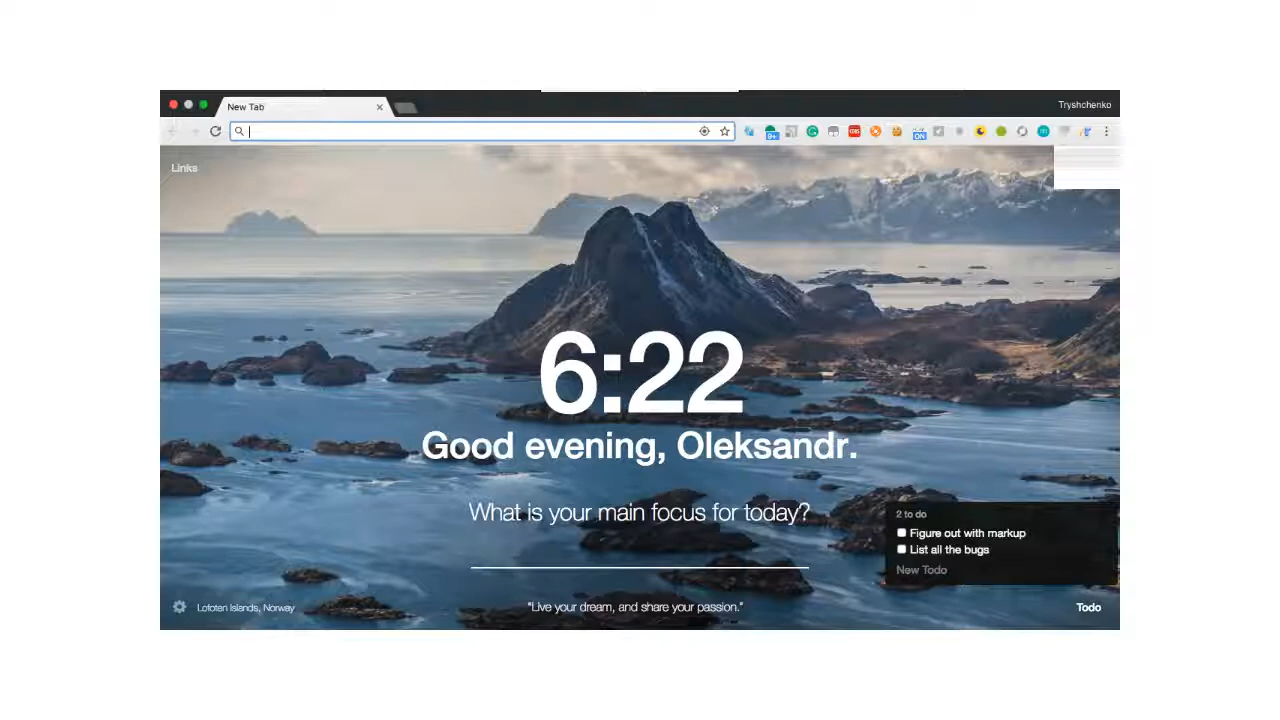 New Tab
Tryshchenko
Links
6:22
Good evening, Oleksandr.
What is your main focus for today?
2 to do
Figure out with markup
List all the bugs
New Todo
Lofoten Islands, Norway
"Live your dream, and share your passion."
Todo